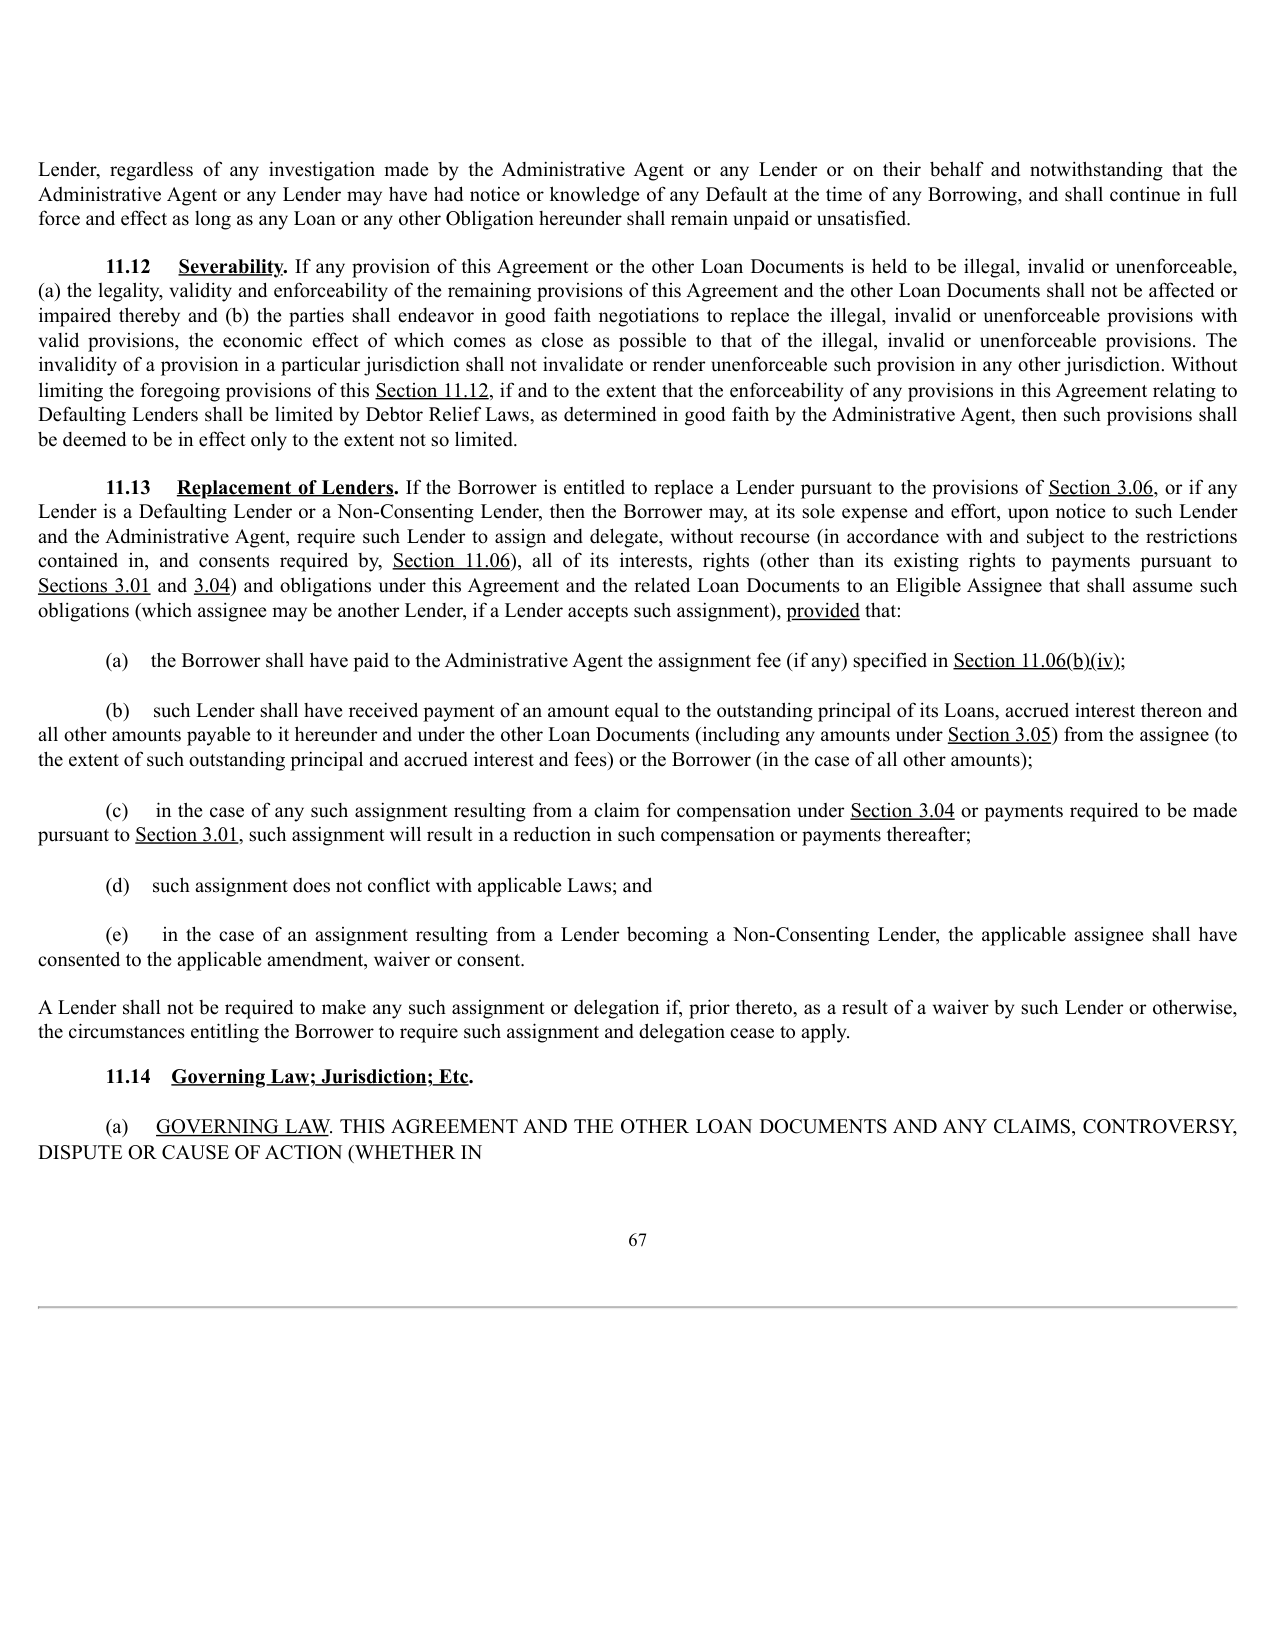 Lender, regardless of any investigation made by the Administrative Agent or any Lender or on their behalf and notwithstanding that the
Administrative Agent or any Lender may have had notice or knowledge of any Default at the time of any Borrowing, and shall continue in full
force and effect as long as any Loan or any other Obligation hereunder shall remain unpaid or unsatisfied.
11.12 Severability. If any provision of this Agreement or the other Loan Documents is held to be illegal, invalid or unenforceable,
(a) the legality, validity and enforceability of the remaining provisions of this Agreement and the other Loan Documents shall not be affected or
impaired thereby and (b) the parties shall endeavor in good faith negotiations to replace the illegal, invalid or unenforceable provisions with
valid provisions, the economic effect of which comes as close as possible to that of the illegal, invalid or unenforceable provisions. The
invalidity of a provision in a particular jurisdiction shall not invalidate or render unenforceable such provision in any other jurisdiction. Without
limiting the foregoing provisions of this Section 11.12, if and to the extent that the enforceability of any provisions in this Agreement relating to
Defaulting Lenders shall be limited by Debtor Relief Laws, as determined in good faith by the Administrative Agent, then such provisions shall
be deemed to be in effect only to the extent not so limited.
11.13 Replacement of Lenders. If the Borrower is entitled to replace a Lender pursuant to the provisions of Section 3.06, or if any
Lender is a Defaulting Lender or a Non-Consenting Lender, then the Borrower may, at its sole expense and effort, upon notice to such Lender
and the Administrative Agent, require such Lender to assign and delegate, without recourse (in accordance with and subject to the restrictions
contained in, and consents required by, Section 11.06), all of its interests, rights (other than its existing rights to payments pursuant to
Sections 3.01 and 3.04) and obligations under this Agreement and the related Loan Documents to an Eligible Assignee that shall assume such
obligations (which assignee may be another Lender, if a Lender accepts such assignment), provided that:
(a) the Borrower shall have paid to the Administrative Agent the assignment fee (if any) specified in Section 11.06(b)(iv);
(b) such Lender shall have received payment of an amount equal to the outstanding principal of its Loans, accrued interest thereon and
all other amounts payable to it hereunder and under the other Loan Documents (including any amounts under Section 3.05) from the assignee (to
the extent of such outstanding principal and accrued interest and fees) or the Borrower (in the case of all other amounts);
(c) in the case of any such assignment resulting from a claim for compensation under Section 3.04 or payments required to be made
pursuant to Section 3.01, such assignment will result in a reduction in such compensation or payments thereafter;
(d) such assignment does not conflict with applicable Laws; and
(e) in the case of an assignment resulting from a Lender becoming a Non-Consenting Lender, the applicable assignee shall have
consented to the applicable amendment, waiver or consent.
A Lender shall not be required to make any such assignment or delegation if, prior thereto, as a result of a waiver by such Lender or otherwise,
the circumstances entitling the Borrower to require such assignment and delegation cease to apply.
11.14 Governing Law; Jurisdiction; Etc.
(a) GOVERNING LAW. THIS AGREEMENT AND THE OTHER LOAN DOCUMENTS AND ANY CLAIMS, CONTROVERSY,
DISPUTE OR CAUSE OF ACTION (WHETHER IN
67